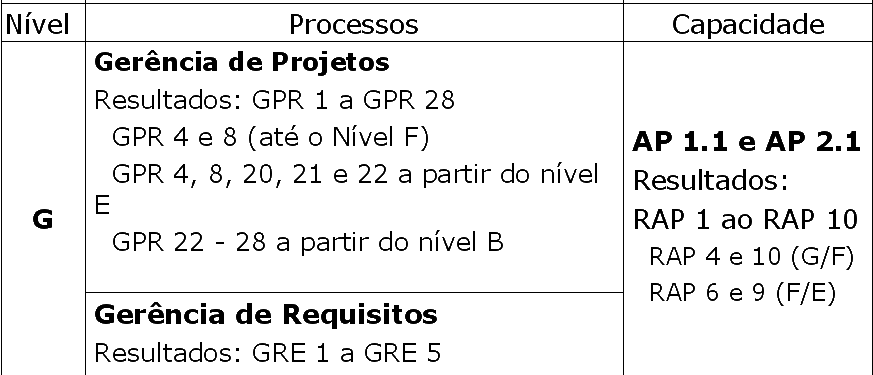 Nível Processos Capacidade
G
Gerência de Projetos
Resultados: GPR 1 a GPR 28
GPR 4 e 8 (até o Nível F)
GPR 4, 8, 20, 21 e 22 a partir do nível
E
GPR 22 - 28 a partir do nível B
Gerência de Requisitos
Resultados: GRE 1 a GRE 5
AP 1.1 e AP 2.1
Resultados:
RAP 1 ao RAP 10
RAP 4 e 10 (G/F)
RAP 6 e 9 (F/E)